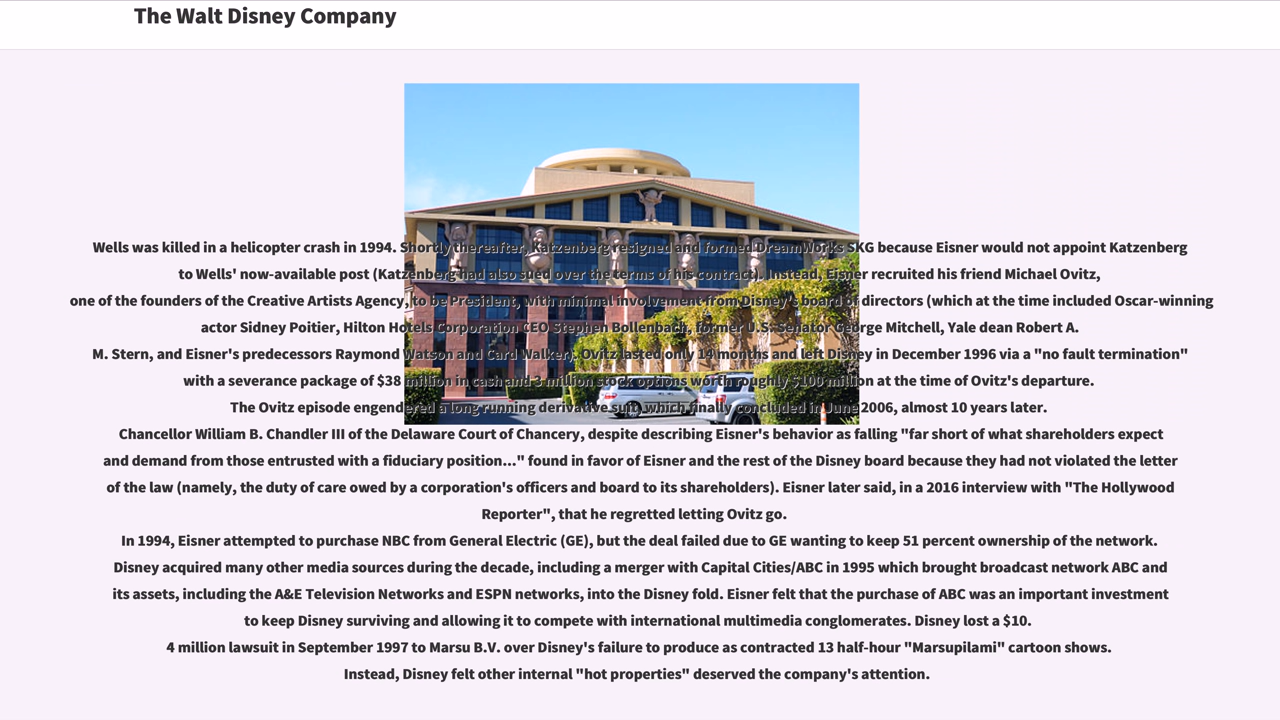 The Walt Disney Company
Wells was killed in a helicopter crash in 1994. Shortly thereafter, Katzenberg resigned and formed DreamWorks SKG because Eisner would not appoint Katzenberg
to Wells' now-available post (Katzenberg had also sued over the terms of his contract). Instead, Eisner recruited his friend Michael Ovitz,
one of the founders of the Creative Artists Agency, to be President, with minimal involvement from Disney's board of directors (which at the time included Oscar-winning
actor Sidney Poitier, Hilton Hotels Corporation CEO Stephen Bollenbach, former U.S. Senator George Mitchell, Yale dean Robert A.
M. Stern, and Eisner's predecessors Raymond Watson and Card Walker). Ovitz lasted only 14 months and left Disney in December 1996 via a "no fault termination"
with a severance package of $38 million in cash and 3 million stock options worth roughly $100 million at the time of Ovitz's departure.
The Ovitz episode engendered a long running derivative suit, which finally concluded in June 2006, almost 10 years later.
Chancellor William B. Chandler III of the Delaware Court of Chancery, despite describing Eisner's behavior as falling "far short of what shareholders expect
and demand from those entrusted with a fiduciary position..." found in favor of Eisner and the rest of the Disney board because they had not violated the letter
of the law (namely, the duty of care owed by a corporation's officers and board to its shareholders). Eisner later said, in a 2016 interview with "The Hollywood
Reporter", that he regretted letting Ovitz go.
In 1994, Eisner attempted to purchase NBC from General Electric (GE), but the deal failed due to GE wanting to keep 51 percent ownership of the network.
Disney acquired many other media sources during the decade, including a merger with Capital Cities/ABC in 1995 which brought broadcast network ABC and
its assets, including the A&E Television Networks and ESPN networks, into the Disney fold. Eisner felt that the purchase of ABC was an important investment
to keep Disney surviving and allowing it to compete with international multimedia conglomerates. Disney lost a $10.
4 million lawsuit in September 1997 to Marsu B.V. over Disney's failure to produce as contracted 13 half-hour "Marsupilami" cartoon shows.
Instead, Disney felt other internal "hot properties" deserved the company's attention.